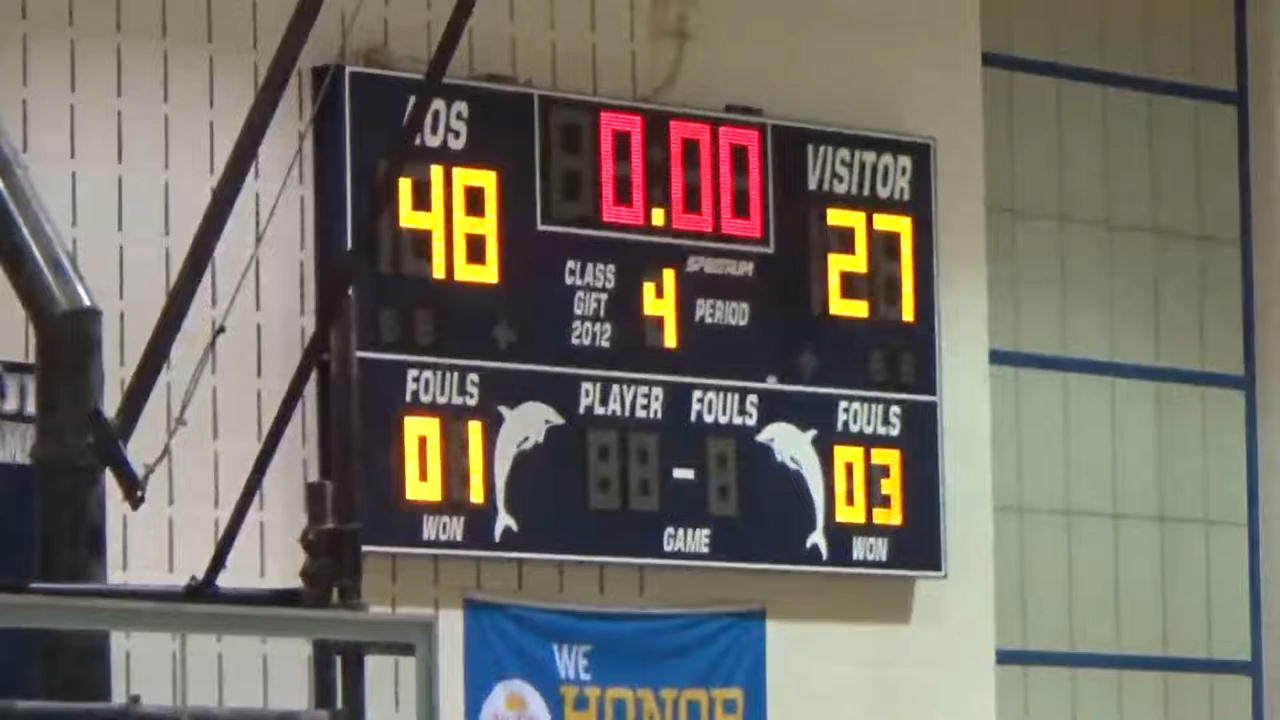 LOS
0.00
VISITOR
48
27
SPECTRUM
CLASS
GIFT
2012
4
PERIOD
FOULS
PLAYER FOULS
FOULS
01
-
03
WON
GAME
WON
WE
HONOR